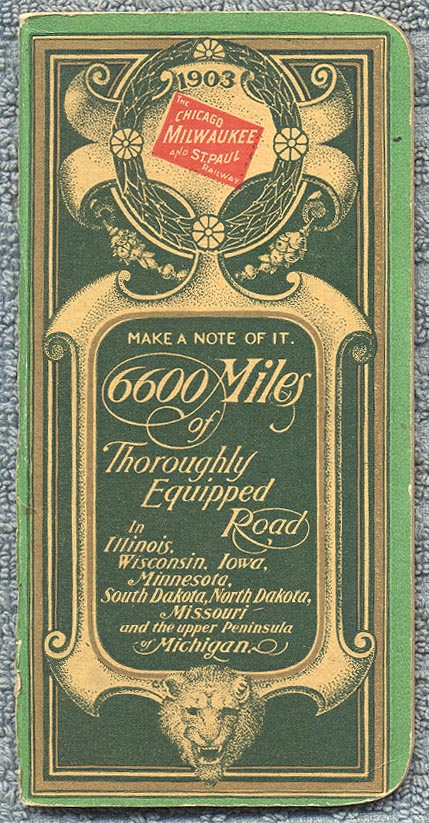 1903
THE
CHICAGO
MILWAUKEE
AND ST. PAUL
RAILWAY
MAKE A NOTE OF IT.
6600 Miles
of
Thoroughly
Equipped
Road
In
Illinois,
Wisconsin, Iowa,
Minnesota,
South Dakota, North Dakota,
Missouri
and the upper Peninsula
of Michigan.